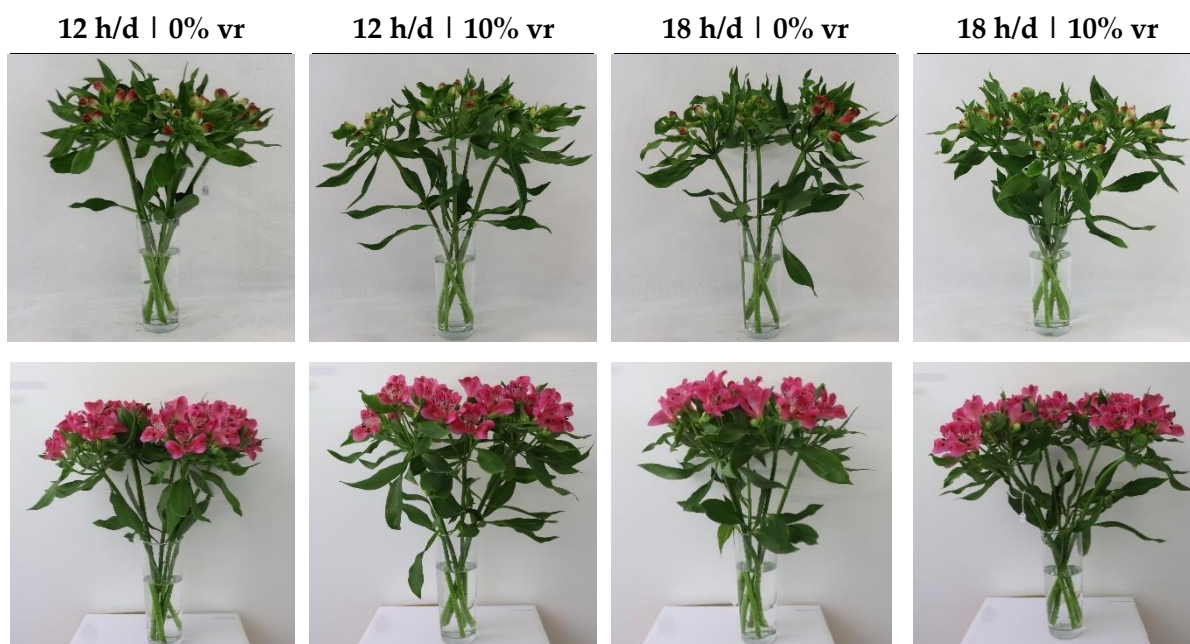 12 h/d | 0% vr
12 h/d | 10% vr
18 h/d | 0% vr
18 h/d | 10% vr